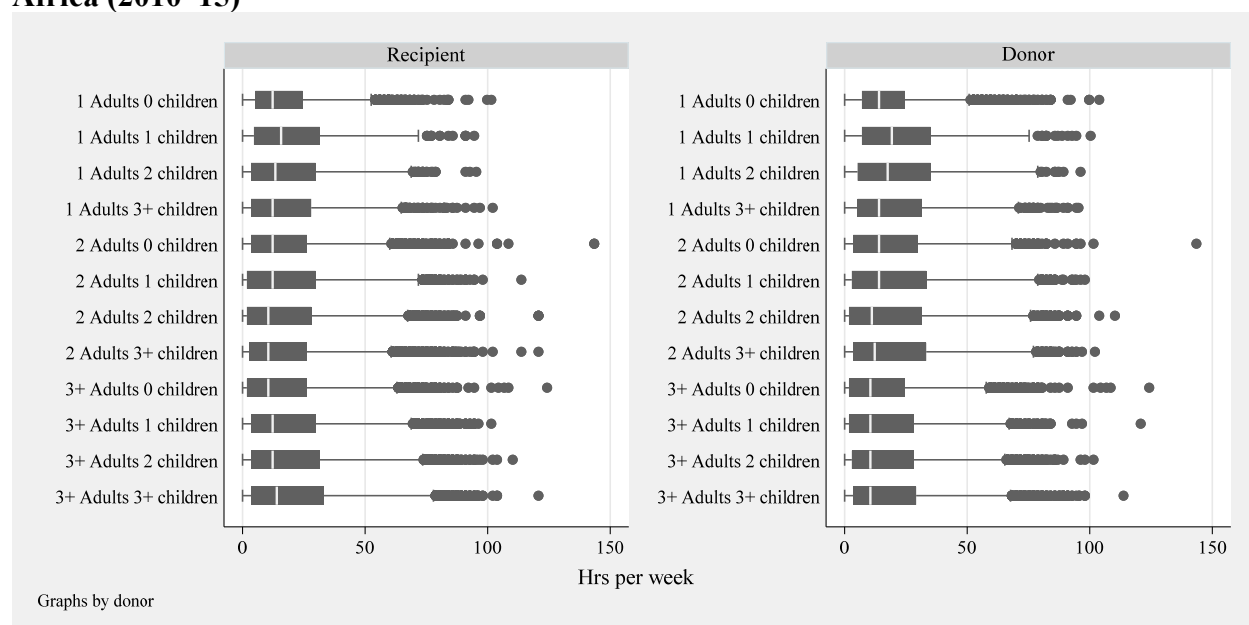 Recipient
Donor
1 Adults 0 children
1 Adults 1 children
1 Adults 2 children
1 Adults 3+ children
2 Adults 0 children
2 Adults 1 children
2 Adults 2 children
2 Adults 3+ children
3+ Adults 0 children
3+ Adults 1 children
3+ Adults 2 children
3+ Adults 3+ children
0 50 100 150
1 Adults 0 children
1 Adults 1 children
1 Adults 2 children
1 Adults 3+ children
2 Adults 0 children
2 Adults 1 children
2 Adults 2 children
2 Adults 3+ children
3+ Adults 0 children
3+ Adults 1 children
3+ Adults 2 children
3+ Adults 3+ children
0 50 100 150
Hrs per week
Graphs by donor